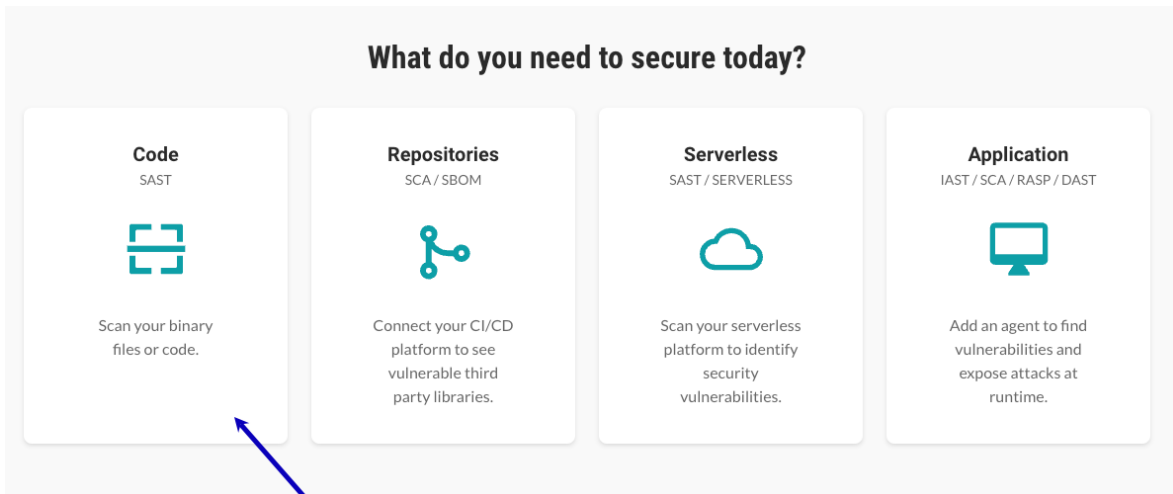 What do you need to secure today?
Code
SAST
Scan your binary
files or code.
Repositories
SCA / SBOM
Connect your CI/CD
platform to see
vulnerable third
party libraries.
Serverless
SAST / SERVERLESS
Scan your serverless
platform to identify
security
vulnerabilities.
Application
IAST / SCA / RASP / DAST
Add an agent to find
vulnerabilities and
expose attacks at
runtime.